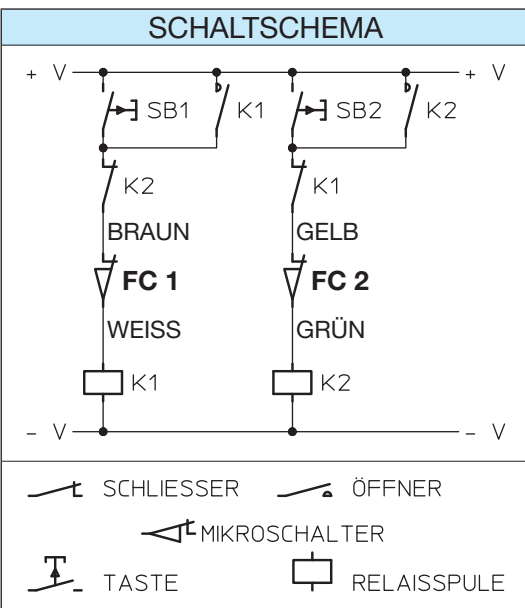 SCHALTSCHEMA
+ V + V
SB1 K1 SB2 K2
K2 K1
BRAUN GELB
FC 1 FC 2
WEISS GRÜN
K1 K2
- V - V
SCHLIESSER ÖFFNER
MIKROSCHALTER
TASTE RELAISSPULE